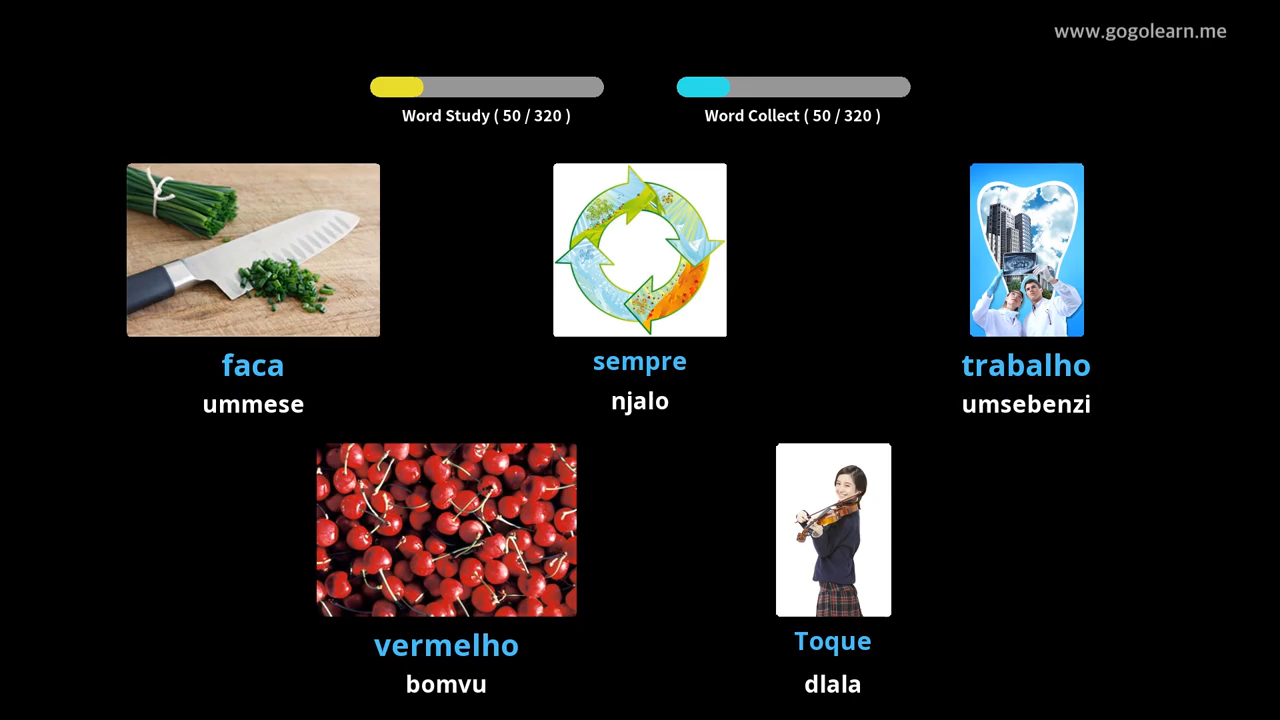 www.gogolearn.me
Word Study ( 50 / 320 )
Word Collect ( 50 / 320 )
faca
ummese
sempre
njalo
trabalho
umsebenzi
vermelho
bomvu
Toque
dlala